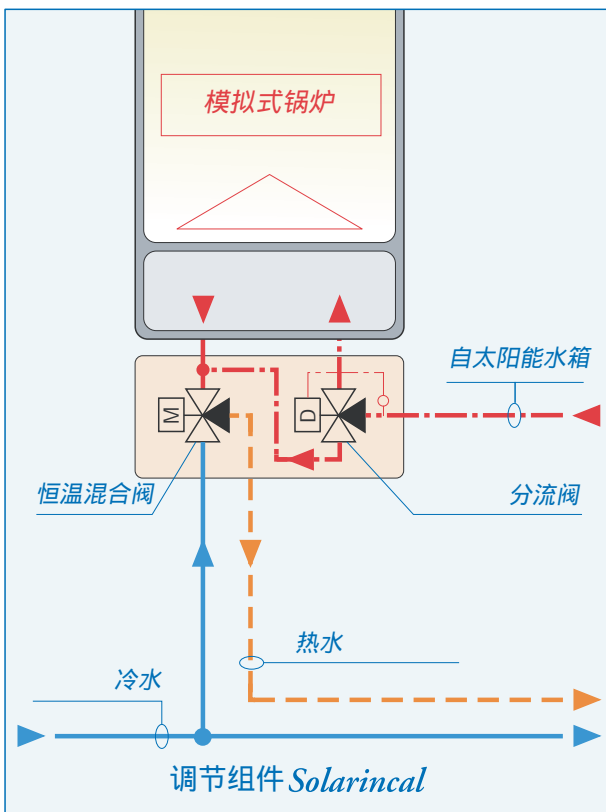 模拟式锅炉
自太阳能水箱
M
D
恒温混合阀
分流阀
热水
冷水
调节组件 Solarincal